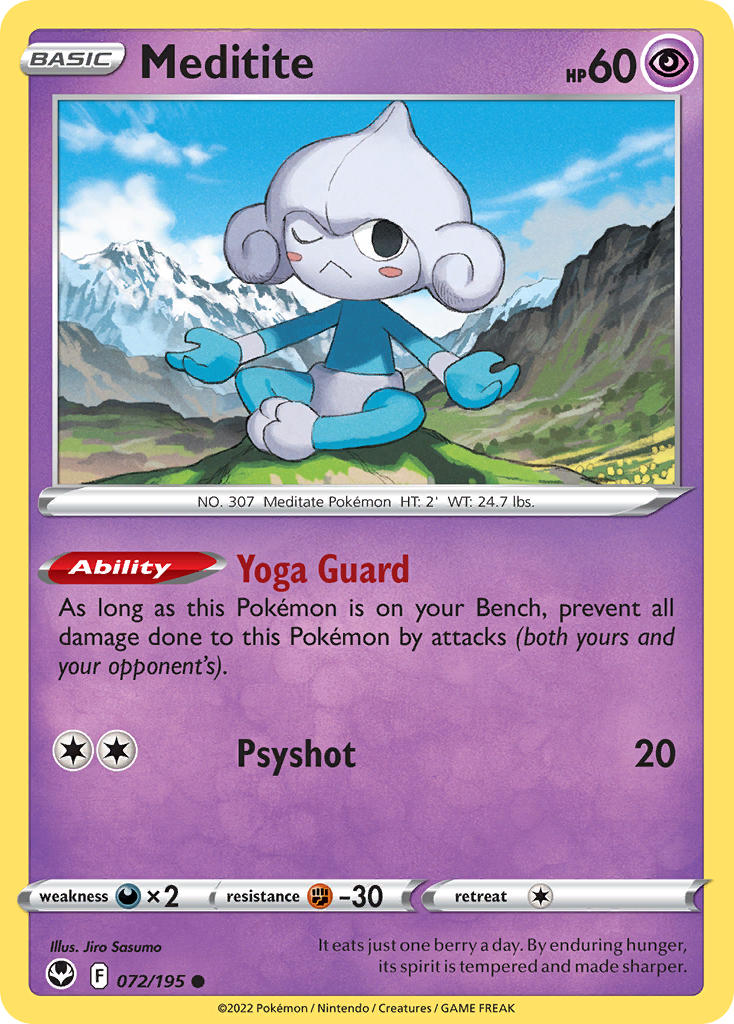 BASIC Meditite HP60
NO. 307 Meditate Pokémon HT: 2' WT: 24.7 lbs.
Ability Yoga Guard
As long as this Pokémon is on your Bench, prevent all
damage done to this Pokémon by attacks (both yours and
your opponent's).
Psyshot 20
weakness ×2 resistance -30 retreat
Illus. Jiro Sasumo
It eats just one berry a day. By enduring hunger,
its spirit is tempered and made sharper.
F 072/195
©2022 Pokémon / Nintendo / Creatures / GAME FREAK